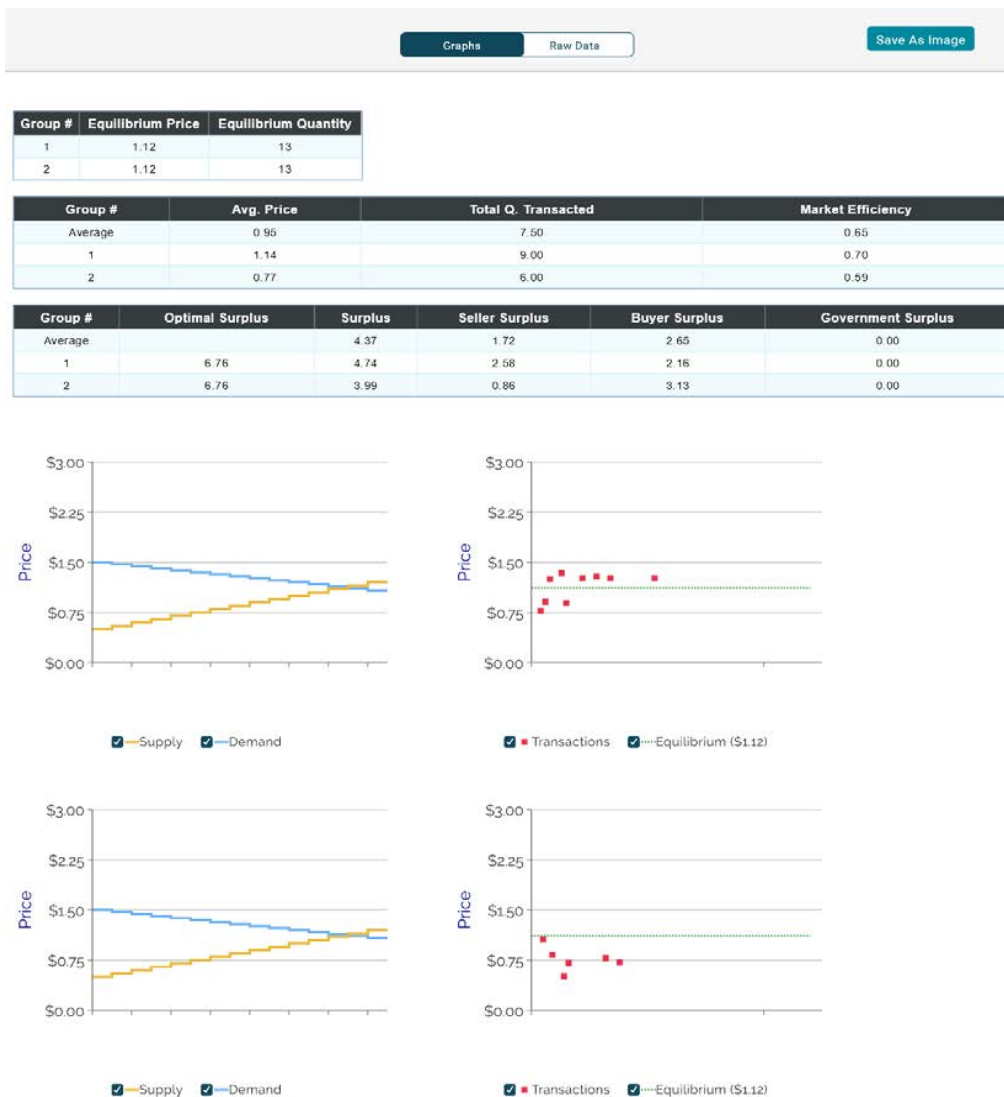 Graphs Raw Data Save As Image
Group # Equilibrium Price Equilibrium Quantity
1 1.12 13
2 1.12 13
Group # Avg. Price Total Q. Transacted Market Efficiency
Average 0.95 7.50 0.65
1 1.14 9.00 0.70
2 0.77 6.00 0.59
Group # Optimal Surplus Surplus Seller Surplus Buyer Surplus Government Surplus
Average 4.37 1.72 2.65 0.00
1 6.76 4.74 2.58 2.16 0.00
2 6.76 3.99 0.86 3.13 0.00
Price
$3.00
$2.25
$1.50
$0.75
$0.00
Supply Demand
Price
$3.00
$2.25
$1.50
$0.75
$0.00
Transactions Equilibrium ($1.12)
Price
$3.00
$2.25
$1.50
$0.75
$0.00
Supply Demand
Price
$3.00
$2.25
$1.50
$0.75
$0.00
Transactions Equilibrium ($1.12)